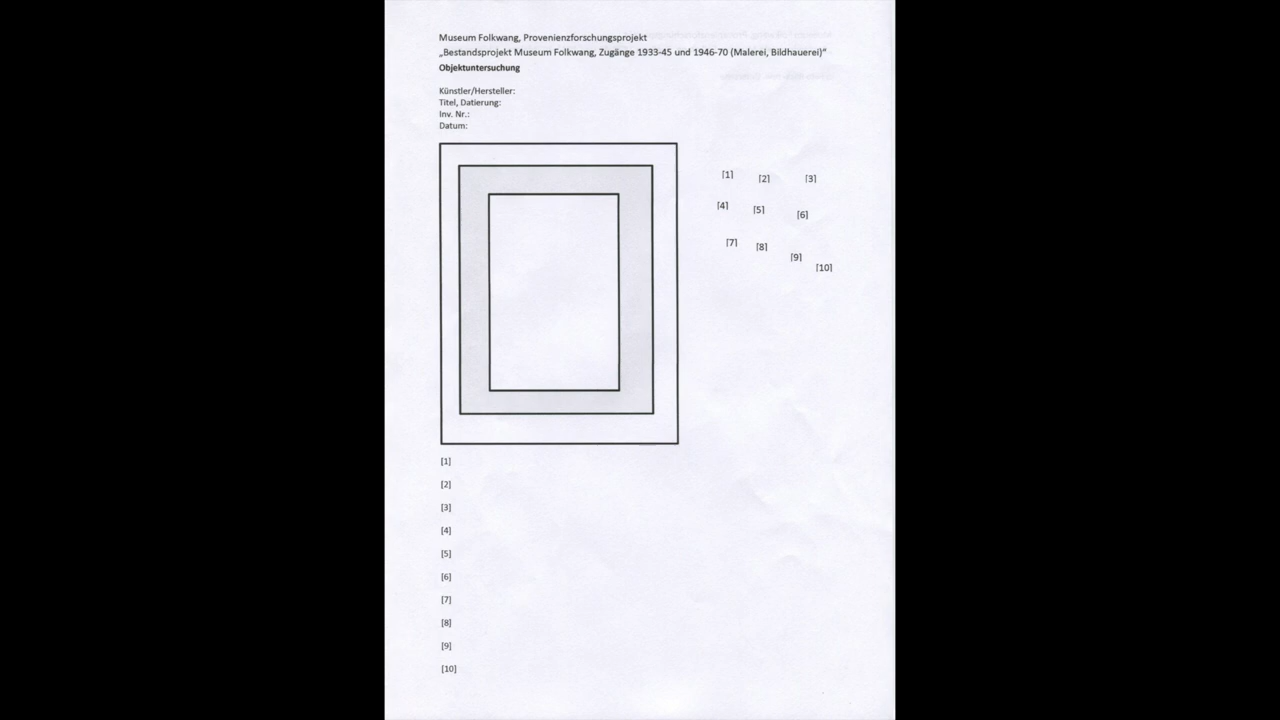 Museum Folkwang, Provenienzforschungsprojekt
„Bestandsprojekt Museum Folkwang, Zugänge 1933-45 und 1946-70 (Malerei, Bildhauerei)“
Objektuntersuchung
Künstler/Hersteller:
Titel, Datierung:
Inv. Nr.:
Datum:
[1] [2] [3]
[4] [5] [6]
[7] [8] [9] [10]
[1]
[2]
[3]
[4]
[5]
[6]
[7]
[8]
[9]
[10]